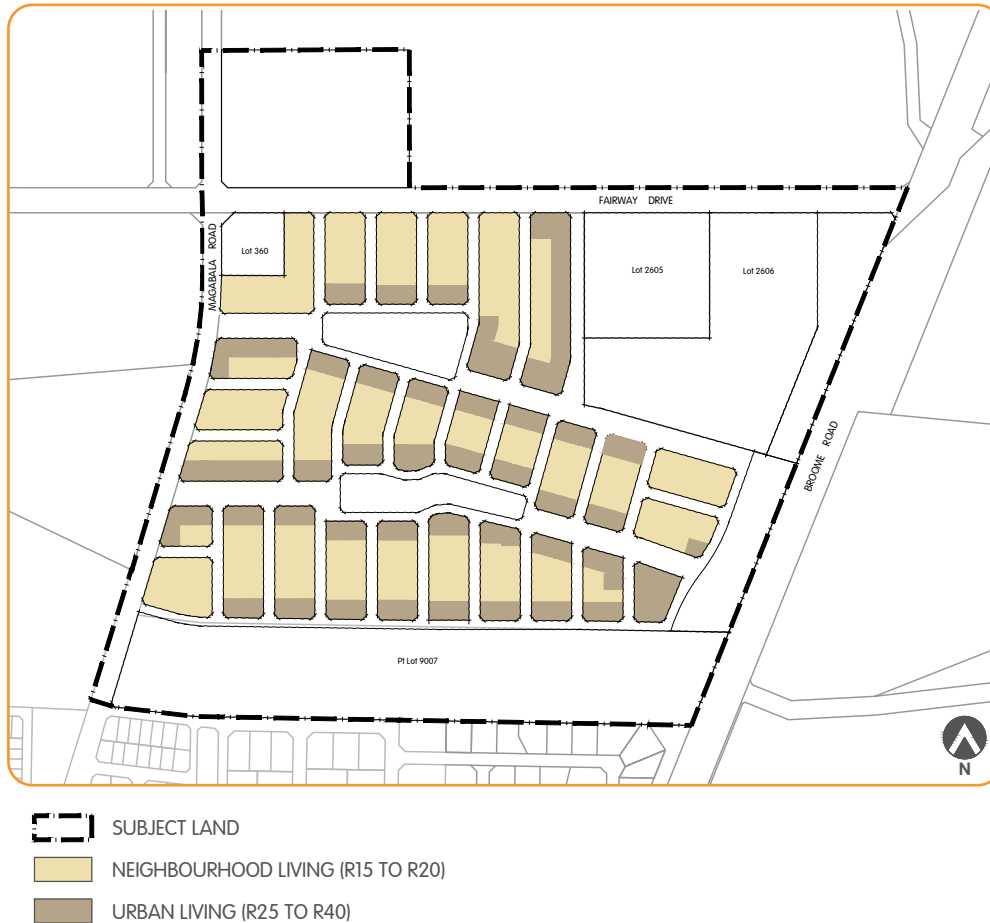 FAIRWAY DRIVE
MAGABALA ROAD
Lot 360
Lot 2605
Lot 2606
BROOME ROAD
Pt Lot 9007
N
SUBJECT LAND
NEIGHBOURHOOD LIVING (R15 TO R20)
URBAN LIVING (R25 TO R40)